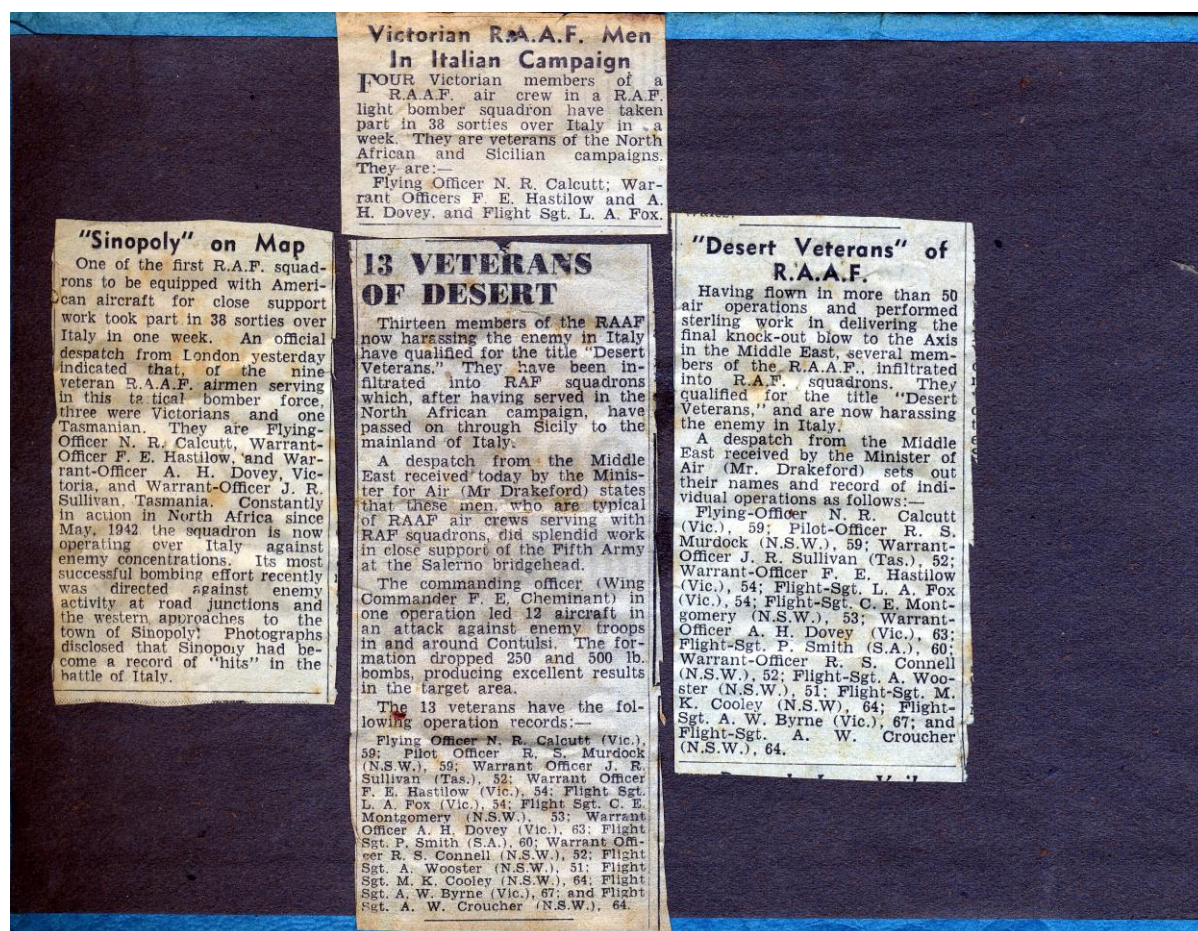 Victorian R.A.A.F. Men
In Italian Campaign
FOUR Victorian members of a
R.A.A.F. air crew in a R.A.F.
light bomber squadron have taken
part in 38 sorties over Italy in a
week. They are veterans of the North
African and Sicilian campaigns.
They are:—
Flying Officer N. R. Calcutt; War-
rant Officers F. E. Hastilow and A.
H. Dovey, and Flight Sgt. L. A. Fox.
"Sinopoly" on Map
One of the first R.A.F. squad-
rons to be equipped with Ameri-
can aircraft for close support
work took part in 38 sorties over
Italy in one week. An official
despatch from London yesterday
indicated that, of the nine
veteran R.A.A.F. airmen serving
in this tactical bomber force,
three were Victorians and one
Tasmanian. They are Flying-
Officer N. R. Calcutt, Warrant-
Officer F. E. Hastilow, and War-
rant-Officer A. H. Dovey, Vic-
toria, and Warrant-Officer J. R.
Sullivan, Tasmania. Constantly
in action in North Africa since
May, 1942, the squadron is now
operating over Italy against
enemy concentrations. Its most
successful bombing effort recently
was directed against enemy
activity at road junctions and
the western approaches to the
town of Sinopoly. Photographs
disclosed that Sinopoly had be-
come a record of "hits" in the
battle of Italy.
13 VETERANS
OF DESERT
Thirteen members of the RAAF
now harassing the enemy in Italy
have qualified for the title "Desert
Veterans." They have been in-
filtrated into RAF squadrons
which, after having served in the
North African campaign, have
passed on through Sicily to the
mainland of Italy.
A despatch from the Middle
East received today by the Minis-
ter for Air (Mr Drakeford) states
that these men, who are typical
of RAAF air crews serving with
RAF squadrons, did splendid work
in close support of the Fifth Army
at the Salerno bridgehead.
The commanding officer (Wing
Commander F. E. Cheminant) in
one operation led 12 aircraft in
an attack against enemy troops
in and around Contulsi. The for-
mation dropped 250 and 500 lb.
bombs, producing excellent results
in the target area.
The 13 veterans have the fol-
lowing operation records:—
Flying Officer N. R. Calcutt (Vic.),
59; Pilot Officer R. S. Murdock
(N.S.W.), 59; Warrant Officer J. R.
Sullivan (Tas.), 52; Warrant Officer
F. E. Hastilow (Vic.), 54; Flight Sgt.
L. A. Fox (Vic.), 54; Flight Sgt. C. E.
Montgomery (N.S.W.), 53; Warrant
Officer A. H. Dovey (Vic.), 63; Flight
Sgt. P. Smith (S.A.), 60; Warrant Offi-
cer R. S. Connell (N.S.W.), 52; Flight
Sgt. A. Wooster (N.S.W.), 51; Flight
Sgt. M. K. Cooley (N.S.W.), 64; Flight
Sgt. A. W. Byrne (Vic.), 67; and Flight
Sgt. A. W. Croucher (N.S.W.), 64.
"Desert Veterans" of
R.A.A.F.
Having flown in more than 50
air operations and performed
sterling work in delivering the
final knock-out blow to the Axis
in the Middle East, several mem-
bers of the R.A.A.F., infiltrated
into R.A.F. squadrons. They
qualified for the title "Desert
Veterans," and are now harassing
the enemy in Italy.
A despatch from the Middle
East received by the Minister of
Air (Mr. Drakeford) sets out
their names and record of indi-
vidual operations as follows:—
Flying-Officer N. R. Calcutt
(Vic.), 59; Pilot-Officer R. S.
Murdock (N.S.W.), 59; Warrant-
Officer J. R. Sullivan (Tas.), 52;
Warrant-Officer F. E. Hastilow
(Vic.), 54; Flight-Sgt. L. A. Fox
(Vic.), 54; Flight-Sgt. C. E. Mont-
gomery (N.S.W.), 53; Warrant-
Officer A. H. Dovey (Vic.), 63;
Flight-Sgt. P. Smith (S.A.), 60;
Warrant-Officer R. S. Connell
(N.S.W.), 52; Flight-Sgt. A. Woo-
ster (N.S.W.), 51; Flight-Sgt. M.
K. Cooley (N.S.W), 64; Flight-
Sgt. A. W. Byrne (Vic.), 67; and
Flight-Sgt. A. W. Croucher
(N.S.W.), 64.